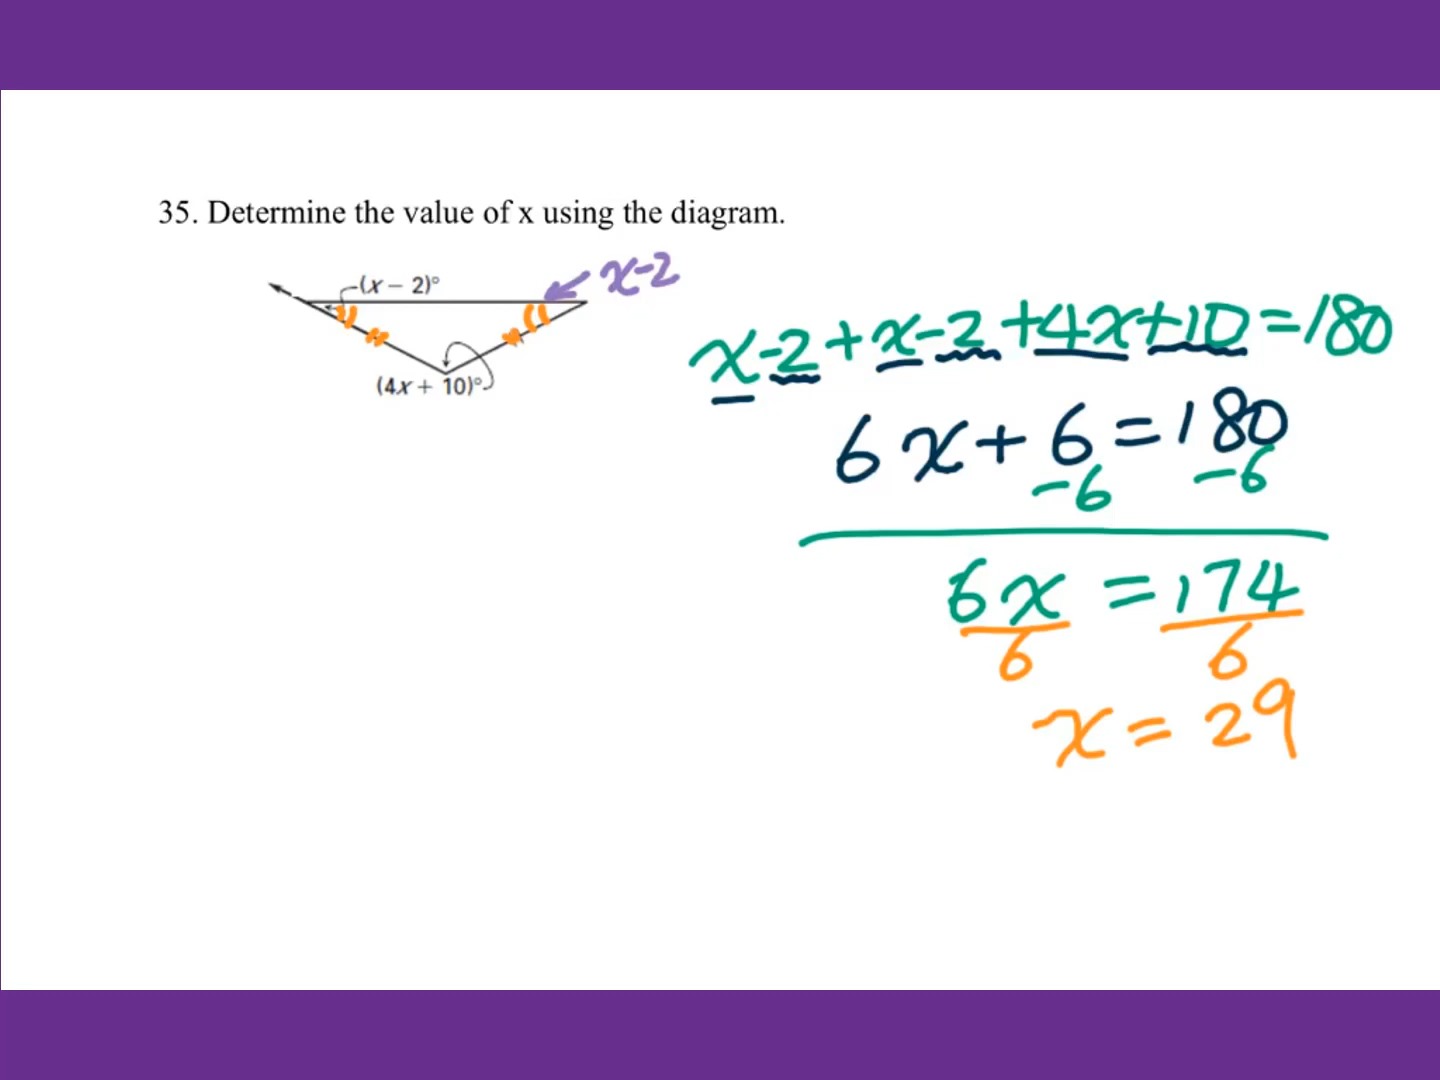 35. Determine the value of x using the diagram.
(x − 2)°
x-2
(4x + 10)°
x-2+x-2+4x+10=180
6x+6=180
-6 -6
6x=174
6 6
x=29